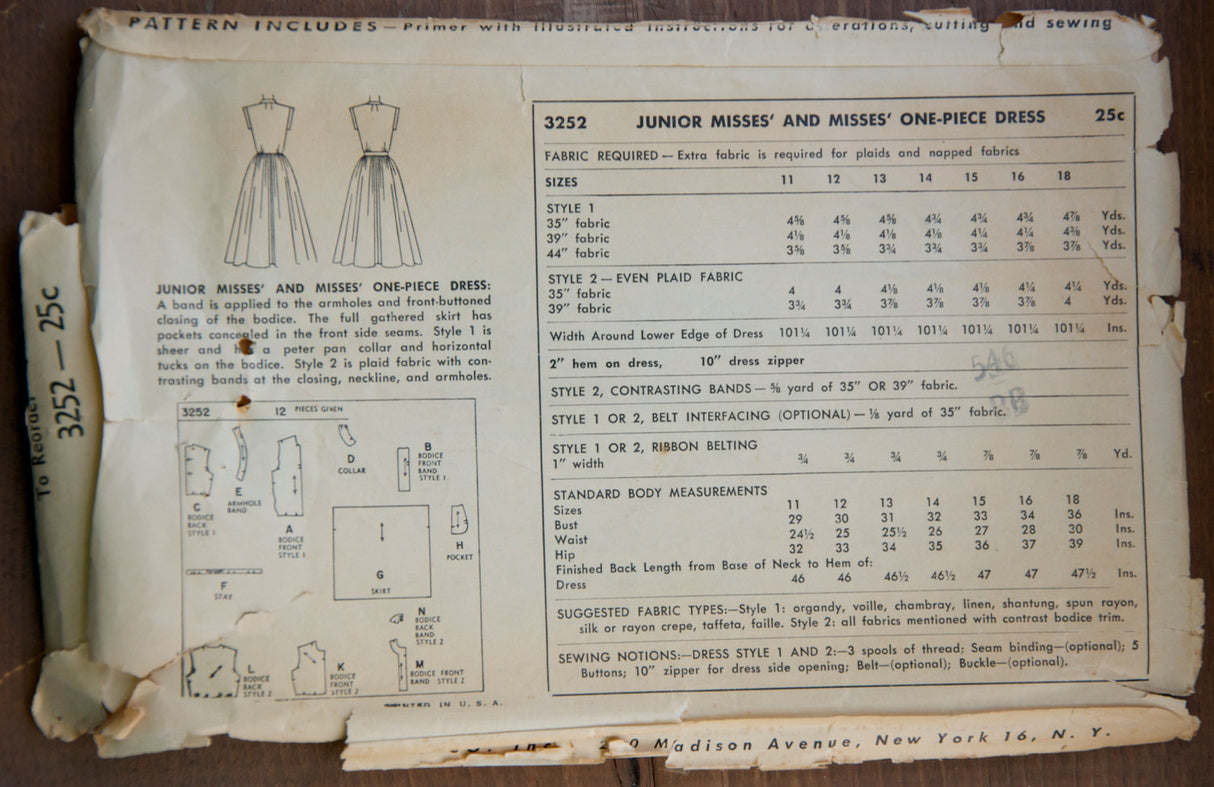 PATTERN INCLUDES — Primer with illustrated instructions for operations, cutting and sewing
To Reorder
3252 — 25c
JUNIOR MISSES' AND MISSES' ONE-PIECE DRESS:
A band is applied to the armholes and front-buttoned
closing of the bodice. The full gathered skirt has
pockets concealed in the front side seams. Style 1 is
sheer and has a peter pan collar and horizontal
tucks on the bodice. Style 2 is plaid fabric with con-
trasting bands at the closing, neckline, and armholes.
3252 12 PIECES GIVEN
C
BODICE
BACK
STYLE 1
E
ARMHOLE
BAND
A
BODICE
FRONT
STYLE 1
D
COLLAR
B
BODICE
FRONT
BAND
STYLE 1
H
POCKET
G
SKIRT
F
STAY
N
BODICE
BACK
BAND
STYLE 2
L
BODICE
BACK
STYLE 2
K
BODICE
FRONT
STYLE 2
M
BODICE FRONT
BAND STYLE 2
PRINTED IN U. S. A.
3252 JUNIOR MISSES' AND MISSES' ONE-PIECE DRESS 25c
FABRIC REQUIRED — Extra fabric is required for plaids and napped fabrics
SIZES 11 12 13 14 15 16 18
STYLE 1
35" fabric 4⅝ 4⅝ 4⅝ 4¾ 4¾ 4¾ 4⅞ Yds.
39" fabric 4⅛ 4⅛ 4⅛ 4⅛ 4¼ 4¼ 4⅜ Yds.
44" fabric 3⅝ 3⅝ 3¾ 3¾ 3¾ 3⅞ 3⅞ Yds.
STYLE 2 — EVEN PLAID FABRIC
35" fabric 4 4 4⅛ 4⅛ 4⅛ 4¼ 4¼ Yds.
39" fabric 3¾ 3¾ 3⅞ 3⅞ 3⅞ 3⅞ 4 Yds.
Width Around Lower Edge of Dress 101¼ 101¼ 101¼ 101¼ 101¼ 101¼ 101¼ Ins.
2" hem on dress, 10" dress zipper
STYLE 2, CONTRASTING BANDS — ⅝ yard of 35" OR 39" fabric.
STYLE 1 OR 2, BELT INTERFACING (OPTIONAL) — ⅛ yard of 35" fabric.
STYLE 1 OR 2, RIBBON BELTING
1" width ¾ ¾ ¾ ¾ ⅞ ⅞ ⅞ Yd.
STANDARD BODY MEASUREMENTS
Sizes 11 12 13 14 15 16 18
Bust 29 30 31 32 33 34 36 Ins.
Waist 24½ 25 25½ 26 27 28 30 Ins.
Hip 32 33 34 35 36 37 39 Ins.
Finished Back Length from Base of Neck to Hem of:
Dress 46 46 46½ 46½ 47 47 47½ Ins.
SUGGESTED FABRIC TYPES:—Style 1: organdy, voille, chambray, linen, shantung, spun rayon,
silk or rayon crepe, taffeta, faille. Style 2: all fabrics mentioned with contrast bodice trim.
SEWING NOTIONS:—DRESS STYLE 1 AND 2:—3 spools of thread; Seam binding—(optional); 5
Buttons; 10" zipper for dress side opening; Belt—(optional); Buckle—(optional).
Madison Avenue, New York 16, N. Y.